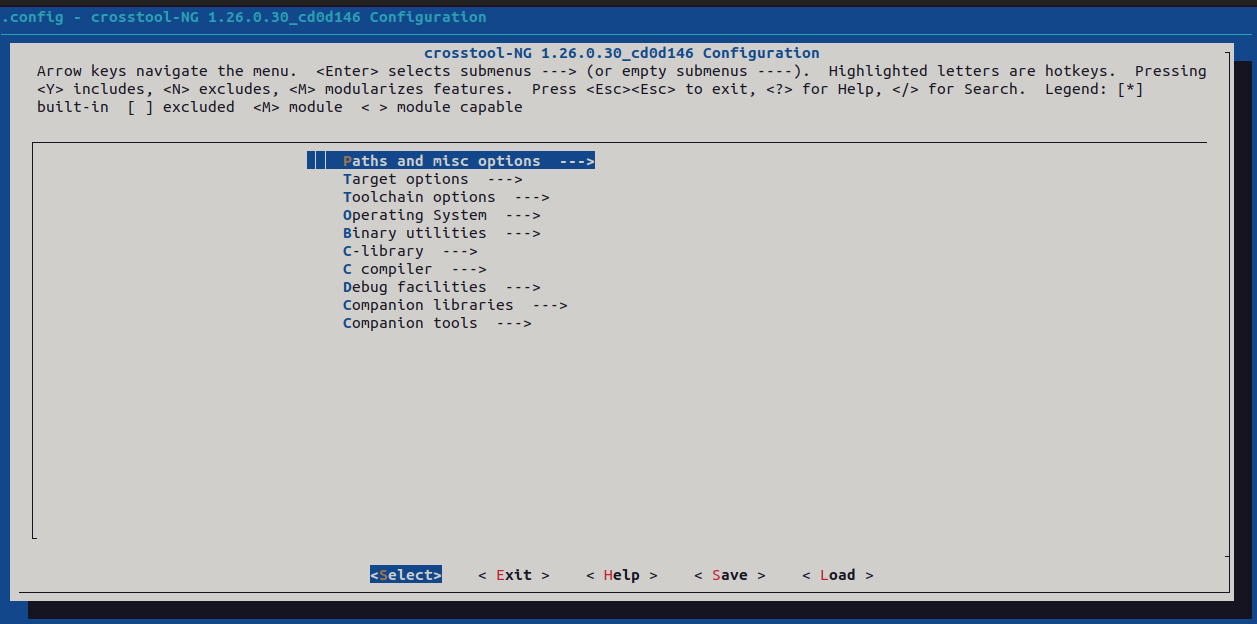 .config - crosstool-NG 1.26.0.30_cd0d146 Configuration
crosstool-NG 1.26.0.30_cd0d146 Configuration
Arrow keys navigate the menu.  <Enter> selects submenus ---> (or empty submenus ----).  Highlighted letters are hotkeys.  Pressing
<Y> includes, <N> excludes, <M> modularizes features.  Press <Esc><Esc> to exit, <?> for Help, </> for Search.  Legend: [*]
built-in  [ ] excluded  <M> module  < > module capable
Paths and misc options  --->
Target options  --->
Toolchain options  --->
Operating System  --->
Binary utilities  --->
C-library  --->
C compiler  --->
Debug facilities  --->
Companion libraries  --->
Companion tools  --->
<Select>    < Exit >    < Help >    < Save >    < Load >